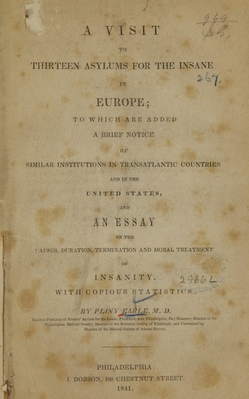 A VISIT
TO
THIRTEEN ASYLUMS FOR THE INSANE
IN
EUROPE;
TO WHICH ARE ADDED
A BRIEF NOTICE
OF
SIMILAR INSTITUTIONS IN TRANSATLANTIC COUNTRIES
AND IN THE
UNITED STATES,
AND
AN ESSAY
ON THE
CAUSES, DURATION, TERMINATION AND MORAL TREATMENT
OF
INSANITY.
WITH COPIOUS STATISTICS.
BY PLINY EARLE, M. D.
PHILADELPHIA:
J. DOBSON, 106 CHESTNUT STREET.
1841.